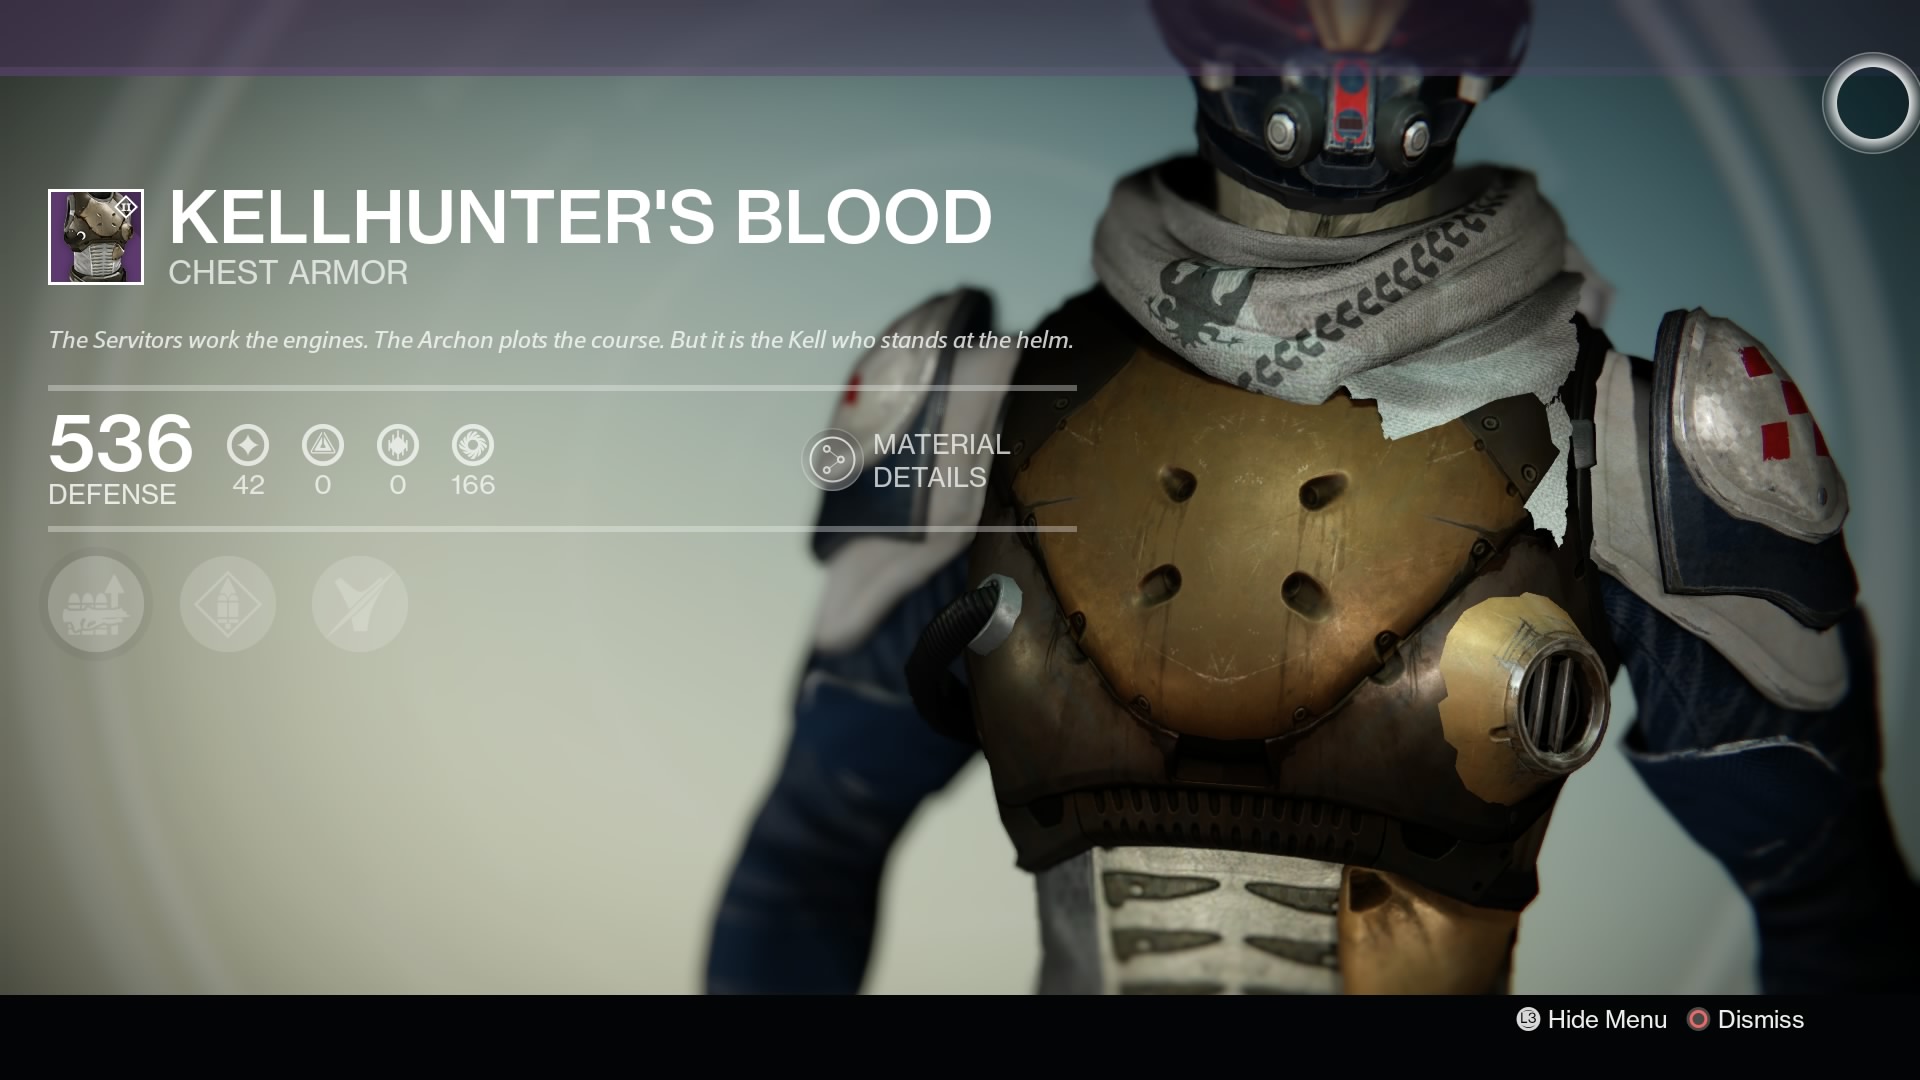 KELLHUNTER'S BLOOD
CHEST ARMOR
The Servitors work the engines. The Archon plots the course. But it is the Kell who stands at the helm.
536
DEFENSE
42
0
0
166
MATERIAL
DETAILS
L3 Hide Menu
Dismiss